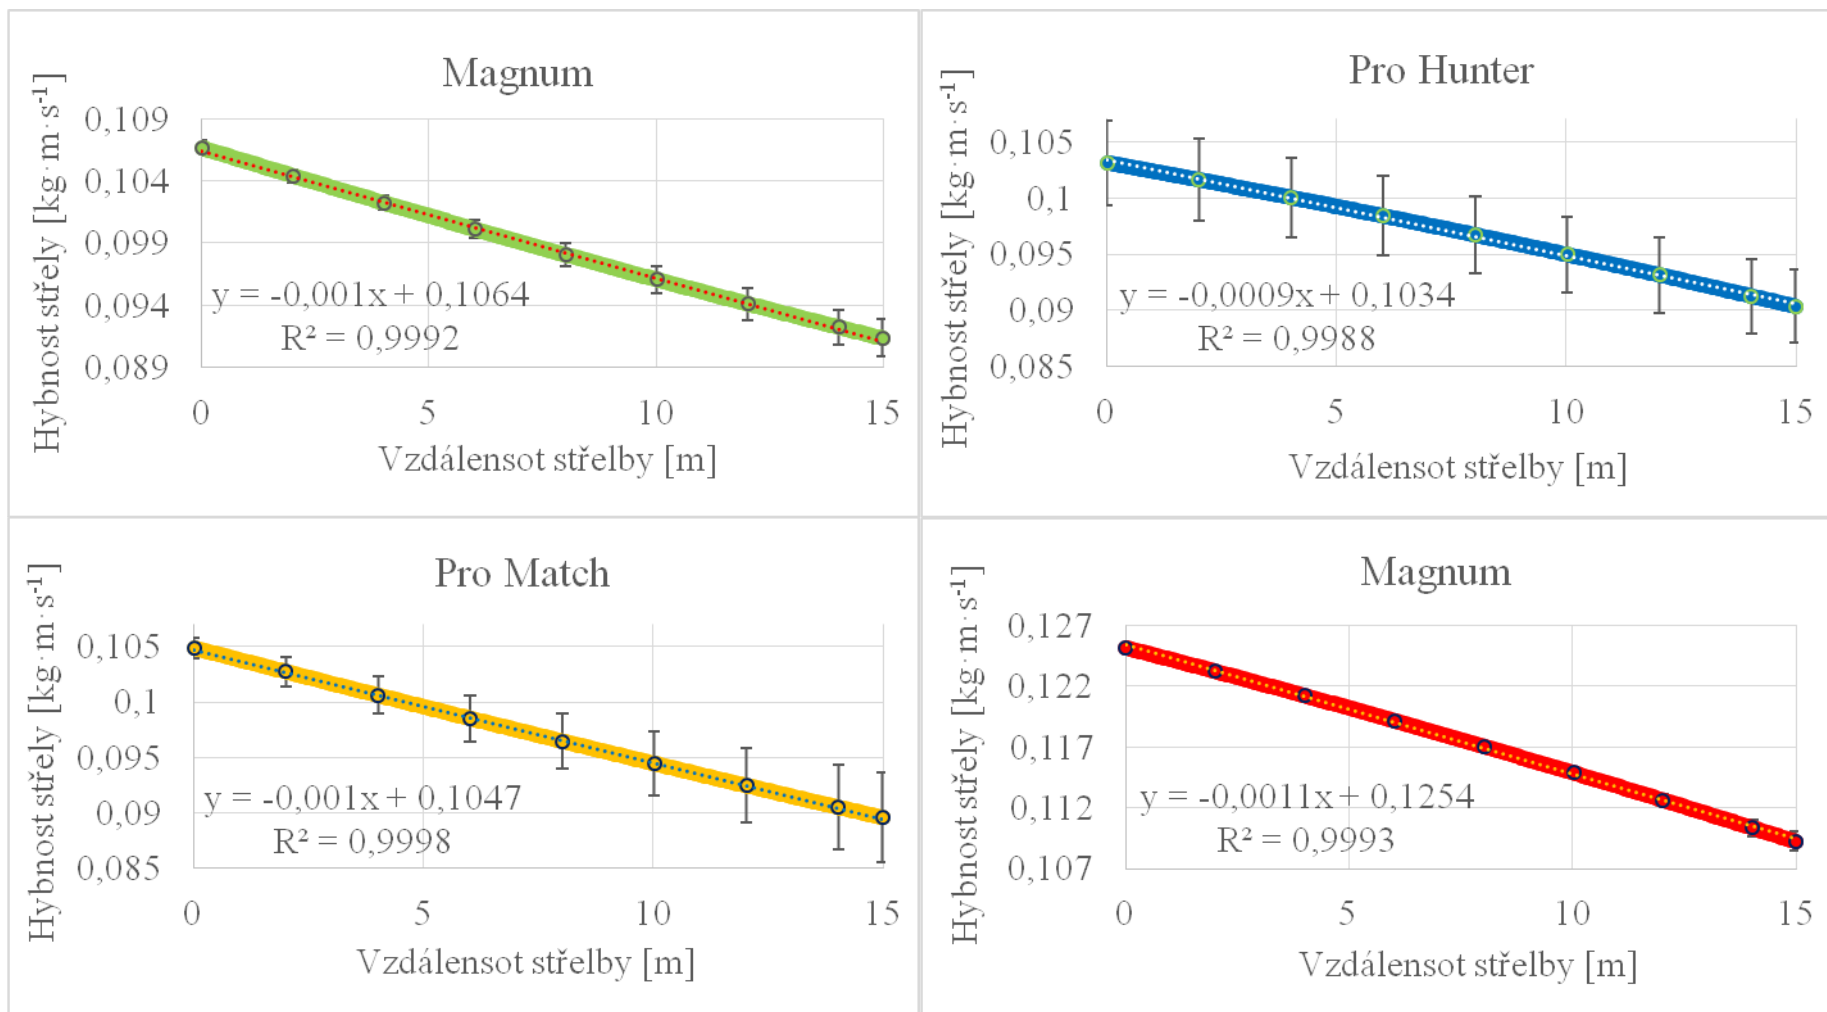 Magnum
Hybnost střely [kg·m·s⁻¹]
0,109
0,104
0,099
0,094
0,089
y = -0,001x + 0,1064
R² = 0,9992
0 5 10 15
Vzdálensot střelby [m]
Pro Hunter
Hybnost střely [kg·m·s⁻¹]
0,105
0,1
0,095
0,09
0,085
y = -0,0009x + 0,1034
R² = 0,9988
0 5 10 15
Vzdálensot střelby [m]
Pro Match
Hybnost střely [kg·m·s⁻¹]
0,105
0,1
0,095
0,09
0,085
y = -0,001x + 0,1047
R² = 0,9998
0 5 10 15
Vzdálensot střelby [m]
Magnum
Hybnost střely [kg·m·s⁻¹]
0,127
0,122
0,117
0,112
0,107
y = -0,0011x + 0,1254
R² = 0,9993
0 5 10 15
Vzdálensot střelby [m]